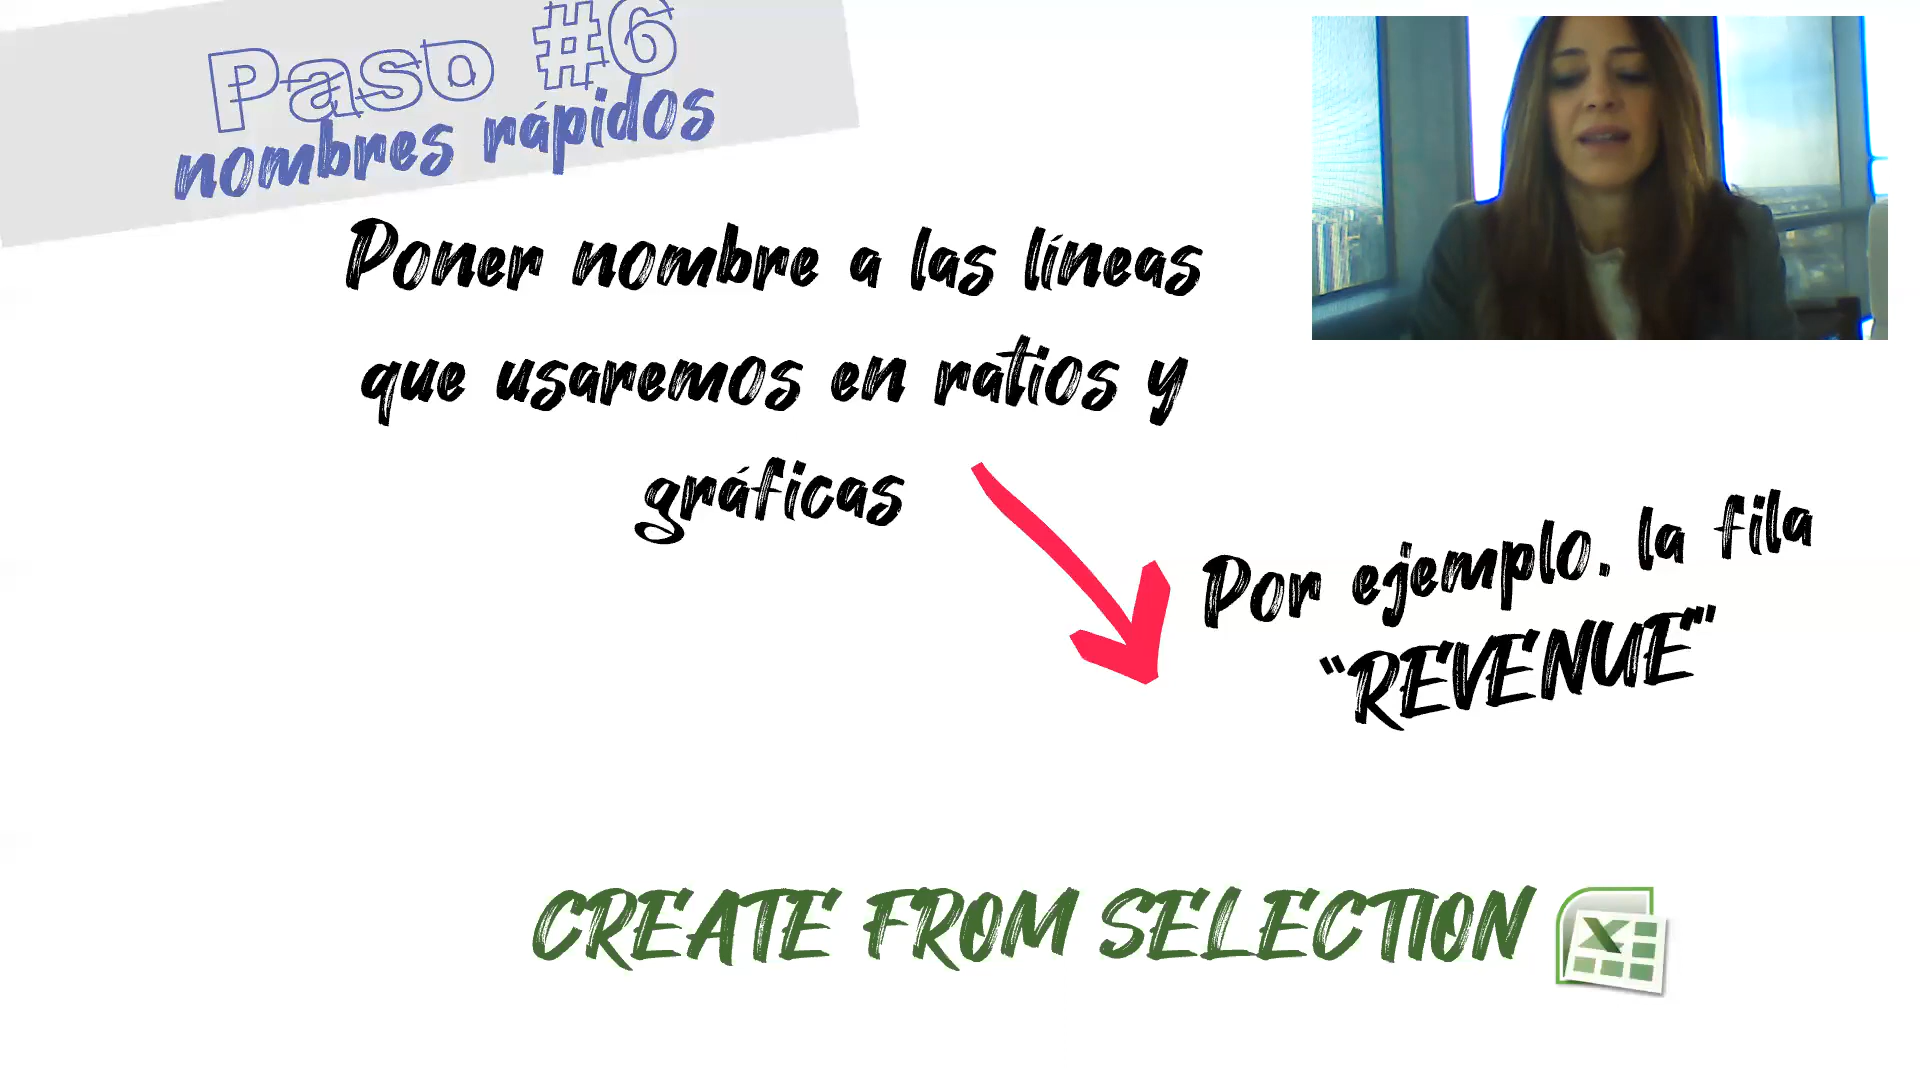 Paso #6
nombres rápidos
Poner nombre a las líneas
que usaremos en ratios y
gráficas
Por ejemplo, la fila
“REVENUE”
CREATE FROM SELECTION